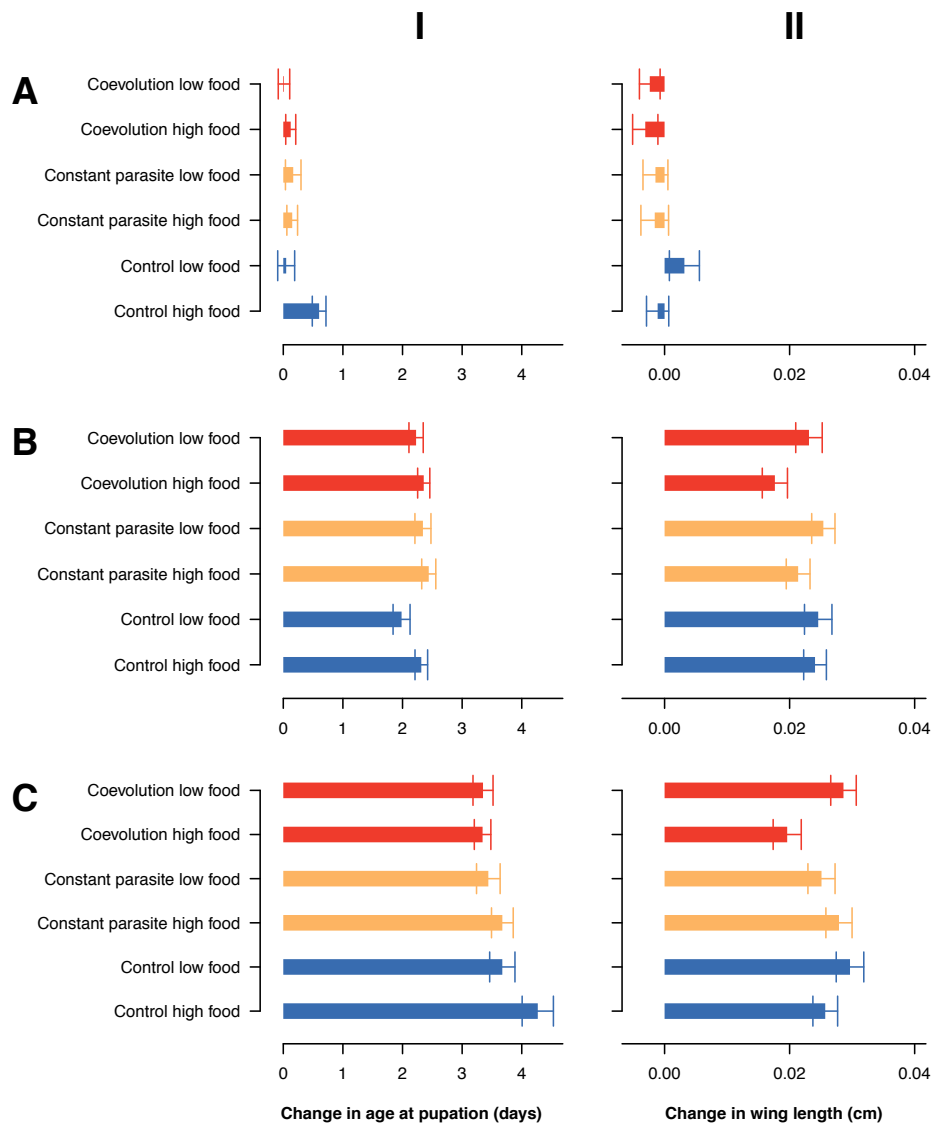 I II
A
Coevolution low food
Coevolution high food
Constant parasite low food
Constant parasite high food
Control low food
Control high food
0 1 2 3 4
0.00 0.02 0.04
B
Coevolution low food
Coevolution high food
Constant parasite low food
Constant parasite high food
Control low food
Control high food
0 1 2 3 4
0.00 0.02 0.04
C
Coevolution low food
Coevolution high food
Constant parasite low food
Constant parasite high food
Control low food
Control high food
0 1 2 3 4
0.00 0.02 0.04
Change in age at pupation (days)
Change in wing length (cm)